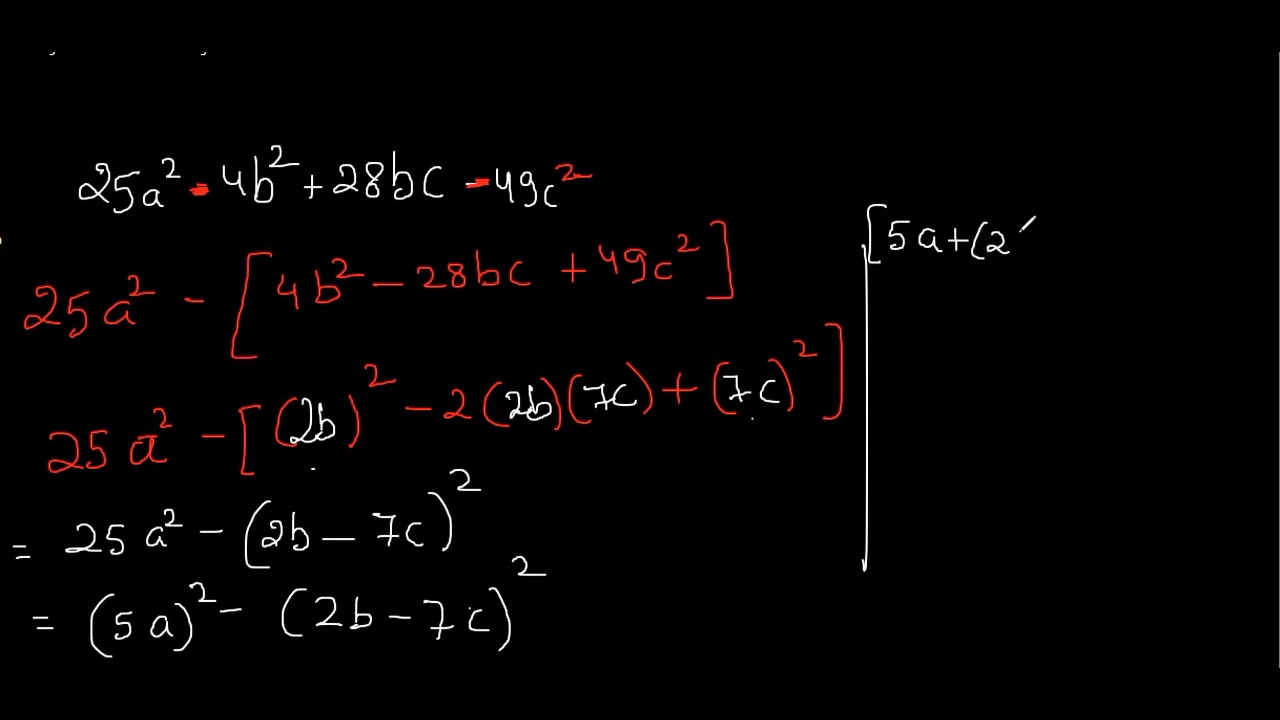 25a² - 4b² + 28bc - 49c²
25a² - [4b² - 28bc + 49c²]
25a² - [(2b)² - 2(2b)(7c) + (7c)²]
= 25a² - (2b - 7c)²
= (5a)² - (2b - 7c)²
[5a+(2